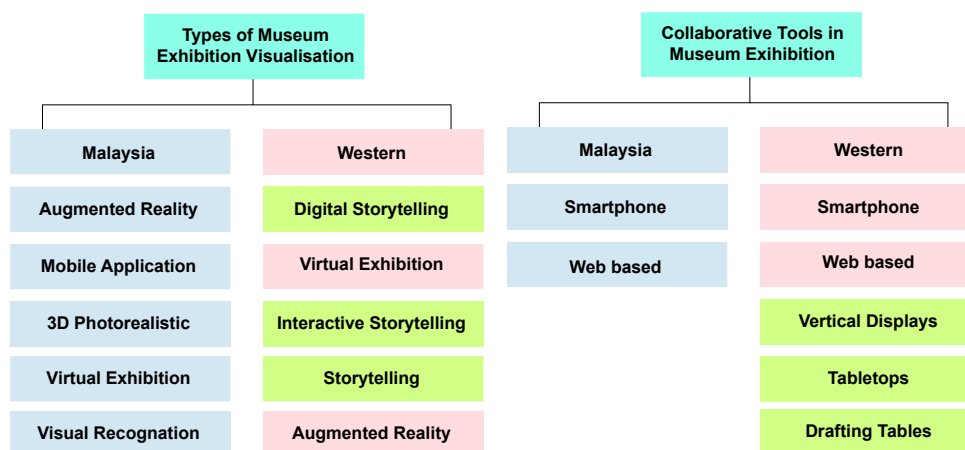 Types of Museum
Exhibition Visualisation
Malaysia
Augmented Reality
Mobile Application
3D Photorealistic
Virtual Exhibition
Visual Recognation
Western
Digital Storytelling
Virtual Exhibition
Interactive Storytelling
Storytelling
Augmented Reality
Collaborative Tools in
Museum Exihibition
Malaysia
Smartphone
Web based
Western
Smartphone
Web based
Vertical Displays
Tabletops
Drafting Tables